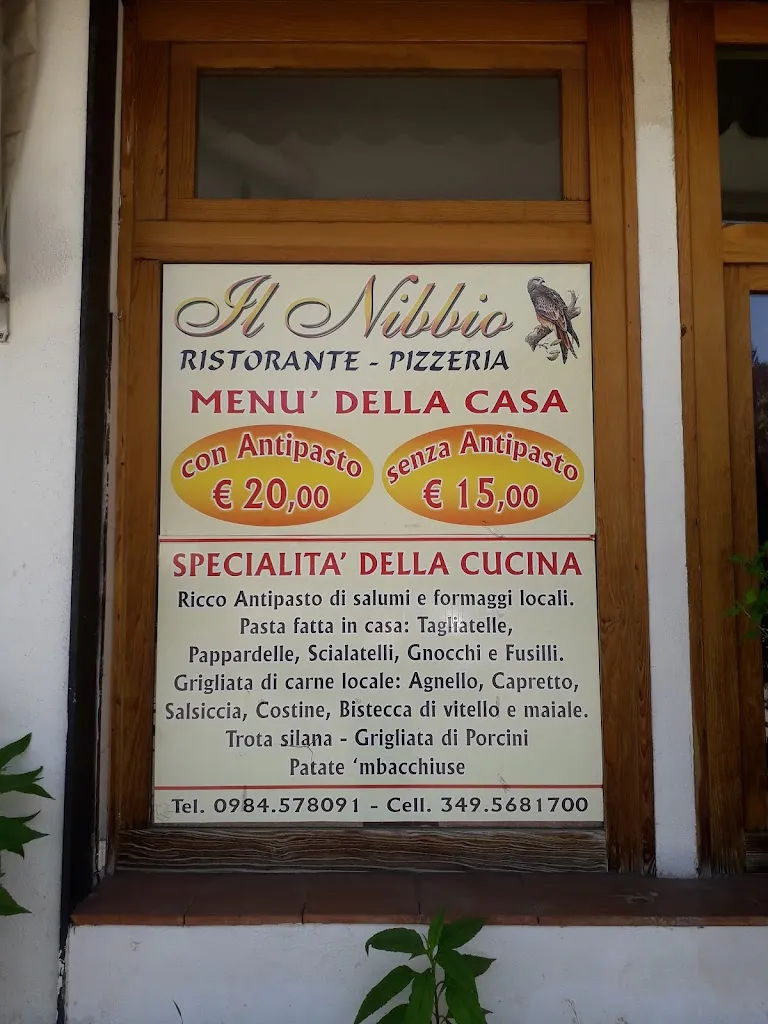 Il Nibbio
RISTORANTE - PIZZERIA
MENU' DELLA CASA
con Antipasto
€ 20,00
senza Antipasto
€ 15,00
SPECIALITA' DELLA CUCINA
Ricco Antipasto di salumi e formaggi locali.
Pasta fatta in casa: Tagliatelle,
Pappardelle, Scialatelli, Gnocchi e Fusilli.
Grigliata di carne locale: Agnello, Capretto,
Salsiccia, Costine, Bistecca di vitello e maiale.
Trota silana - Grigliata di Porcini
Patate 'mbacchiuse
Tel. 0984.578091 - Cell. 349.5681700